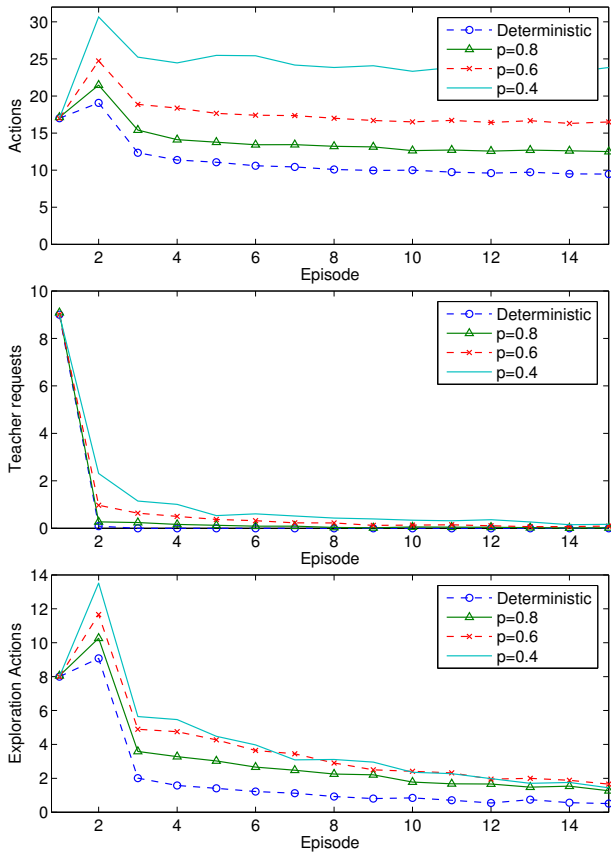 30
25
20
15
10
5
0
Actions
Deterministic
p=0.8
p=0.6
p=0.4
2 4 6 8 10 12 14
Episode
10
8
6
4
2
0
Teacher requests
Deterministic
p=0.8
p=0.6
p=0.4
2 4 6 8 10 12 14
Episode
14
12
10
8
6
4
2
0
Exploration Actions
Deterministic
p=0.8
p=0.6
p=0.4
2 4 6 8 10 12 14
Episode